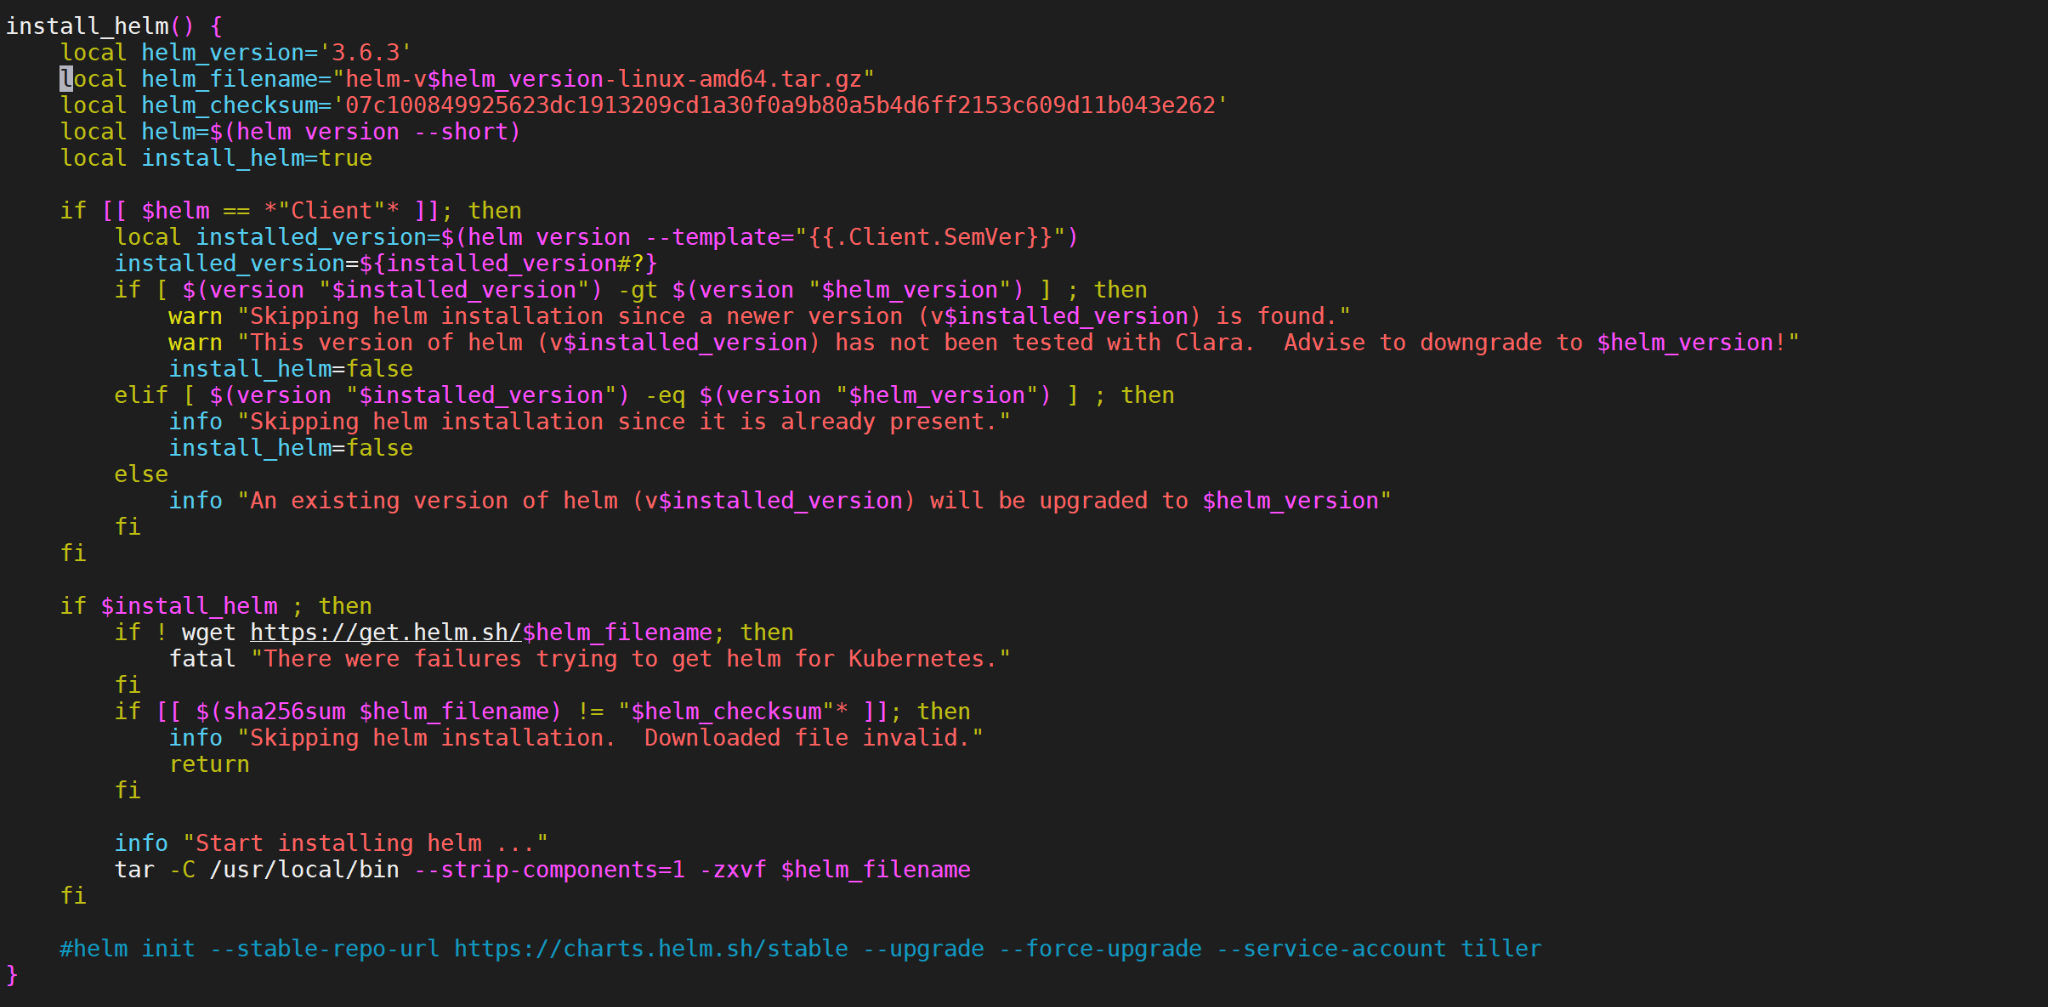 install_helm() {
    local helm_version='3.6.3'
    local helm_filename="helm-v$helm_version-linux-amd64.tar.gz"
    local helm_checksum='07c100849925623dc1913209cd1a30f0a9b80a5b4d6ff2153c609d11b043e262'
    local helm=$(helm version --short)
    local install_helm=true

    if [[ $helm == *"Client"* ]]; then
        local installed_version=$(helm version --template="{{.Client.SemVer}}")
        installed_version=${installed_version#?}
        if [ $(version "$installed_version") -gt $(version "$helm_version") ] ; then
            warn "Skipping helm installation since a newer version (v$installed_version) is found."
            warn "This version of helm (v$installed_version) has not been tested with Clara.  Advise to downgrade to $helm_version!"
            install_helm=false
        elif [ $(version "$installed_version") -eq $(version "$helm_version") ] ; then
            info "Skipping helm installation since it is already present."
            install_helm=false
        else
            info "An existing version of helm (v$installed_version) will be upgraded to $helm_version"
        fi
    fi

    if $install_helm ; then
        if ! wget https://get.helm.sh/$helm_filename; then
            fatal "There were failures trying to get helm for Kubernetes."
        fi
        if [[ $(sha256sum $helm_filename) != "$helm_checksum"* ]]; then
            info "Skipping helm installation.  Downloaded file invalid."
            return
        fi

        info "Start installing helm ..."
        tar -C /usr/local/bin --strip-components=1 -zxvf $helm_filename
    fi

    #helm init --stable-repo-url https://charts.helm.sh/stable --upgrade --force-upgrade --service-account tiller
}